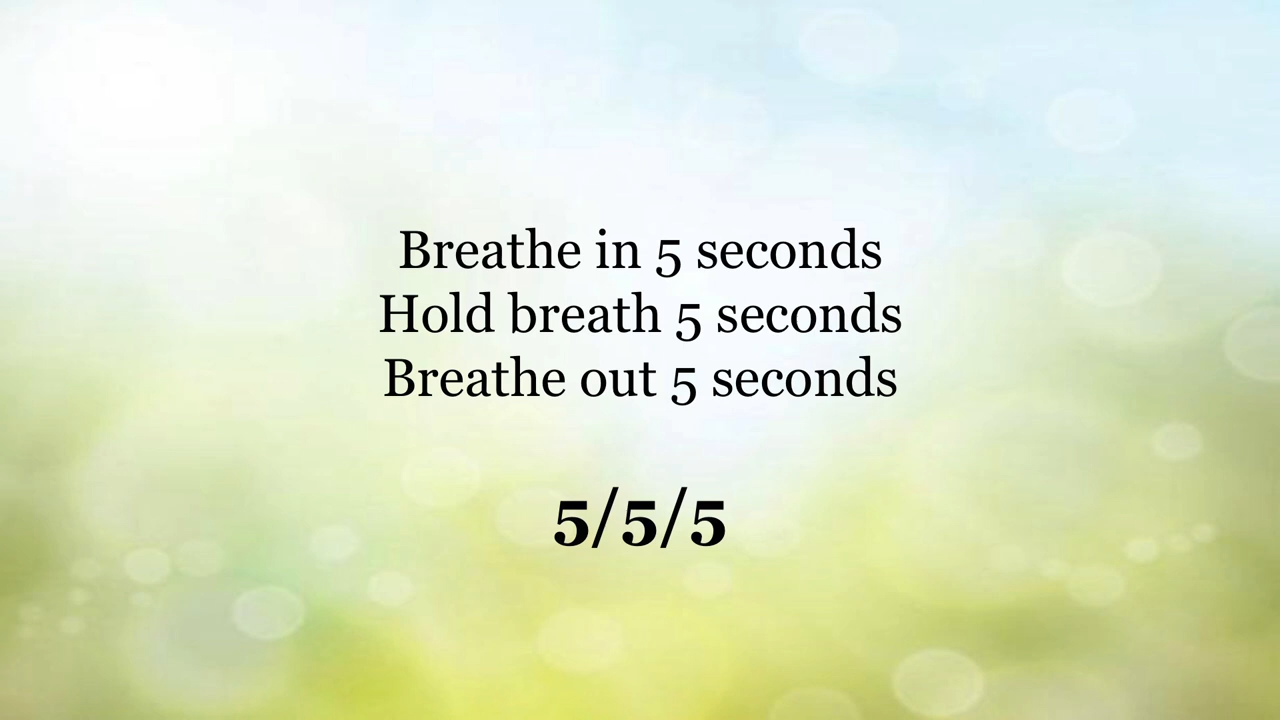 Breathe in 5 seconds
Hold breath 5 seconds
Breathe out 5 seconds
5/5/5